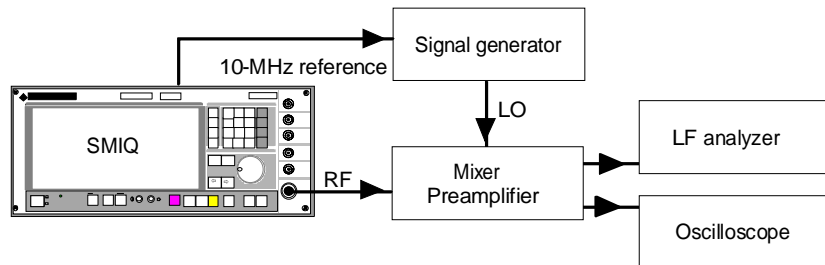 Signal generator
10-MHz reference
LO
SMIQ
LF analyzer
Mixer
Preamplifier
RF
Oscilloscope